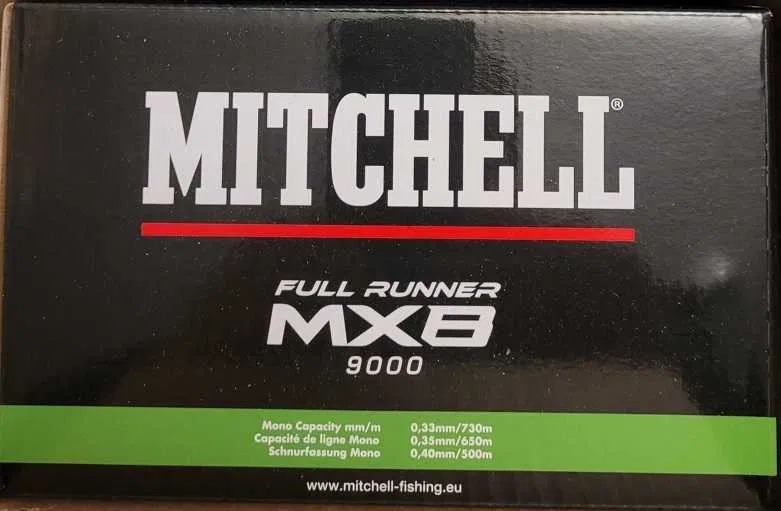 MITCHELL®
FULL RUNNER
MX8
9000
Mono Capacity mm/m 0,33mm/730m
Capacité de ligne Mono 0,35mm/650m
Schnurfassung Mono 0,40mm/500m
www.mitchell-fishing.eu